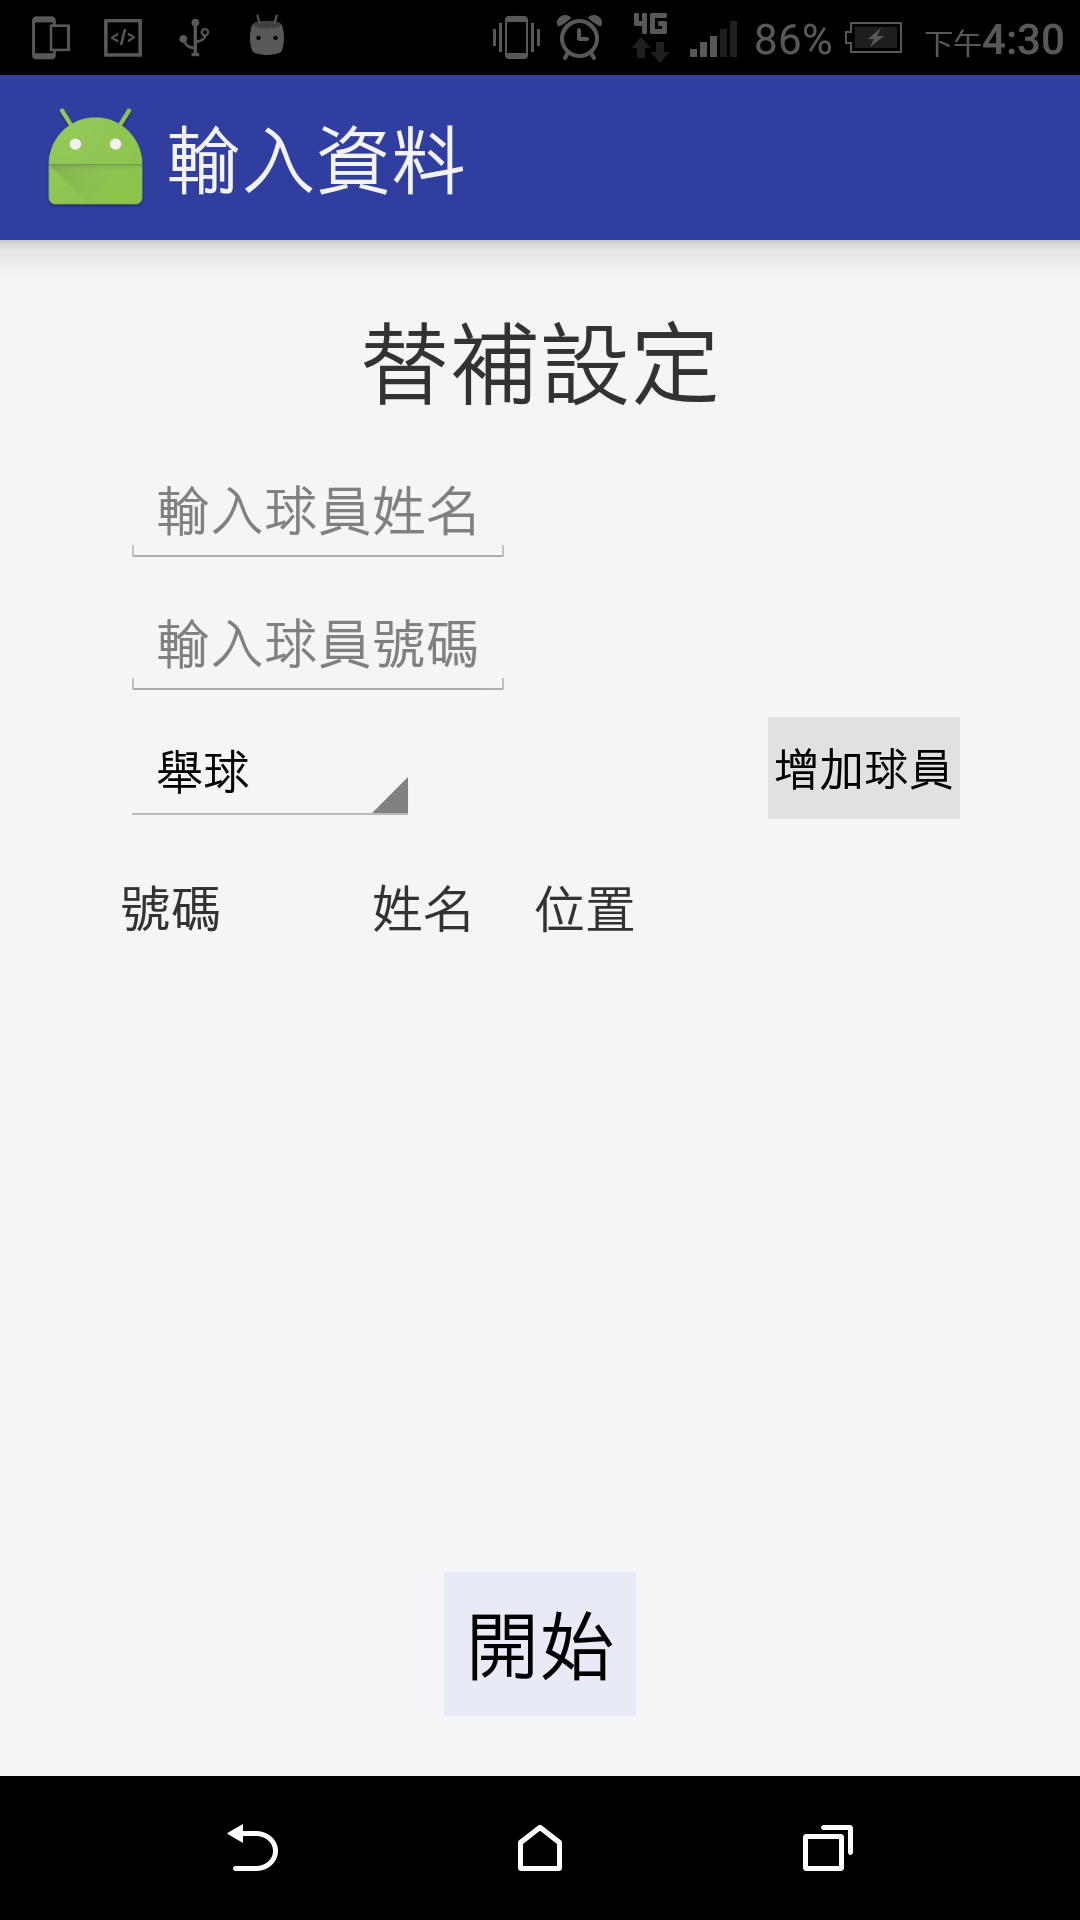 86% 下午4:30
輸入資料
替補設定
輸入球員姓名
輸入球員號碼
舉球 增加球員
號碼 姓名 位置
開始